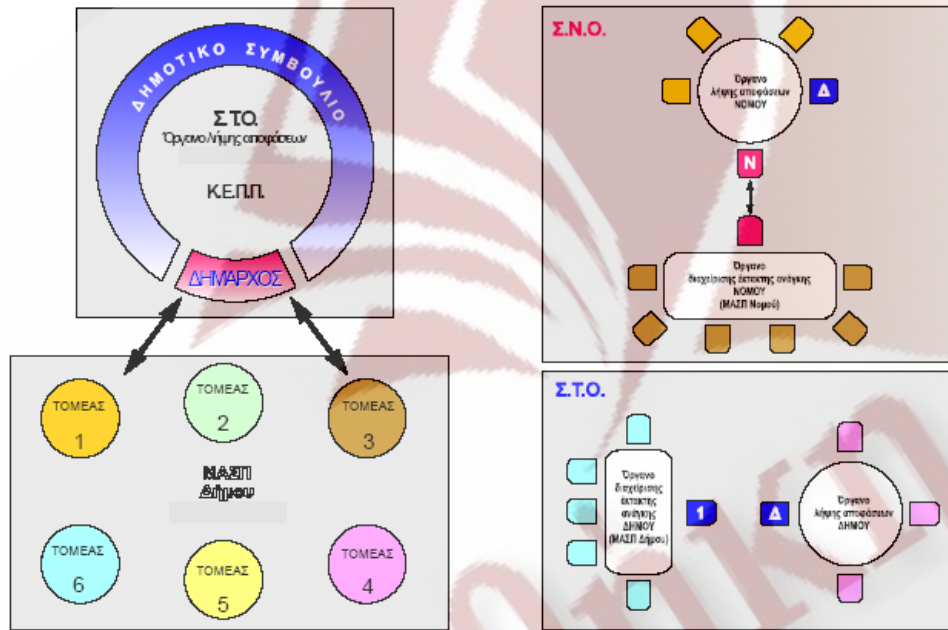 ΔΗΜΟΤΙΚΟ ΣΥΜΒΟΥΛΙΟ
Σ.Τ.Ο.
Όργανο λήψης αποφάσεων
Κ.Ε.Π.Π.
ΔΗΜΑΡΧΟΣ
ΤΟΜΕΑΣ
1
ΤΟΜΕΑΣ
2
ΤΟΜΕΑΣ
3
ΜΑΣΠ
Δήμου
ΤΟΜΕΑΣ
6
ΤΟΜΕΑΣ
5
ΤΟΜΕΑΣ
4
Σ.Ν.Ο.
Όργανο
λήψης αποφάσεων
ΝΟΜΟΥ
Δ
Ν
Όργανο
διαχείρισης έκτακτης ανάγκης
ΝΟΜΟΥ
(ΜΑΣΠ Νομού)
Σ.Τ.Ο.
Όργανο
διαχείρισης
έκτακτης
ανάγκης
ΔΗΜΟΥ
(ΜΑΣΠ Δήμου)
1
Δ
Όργανο
λήψης αποφάσεων
ΔΗΜΟΥ